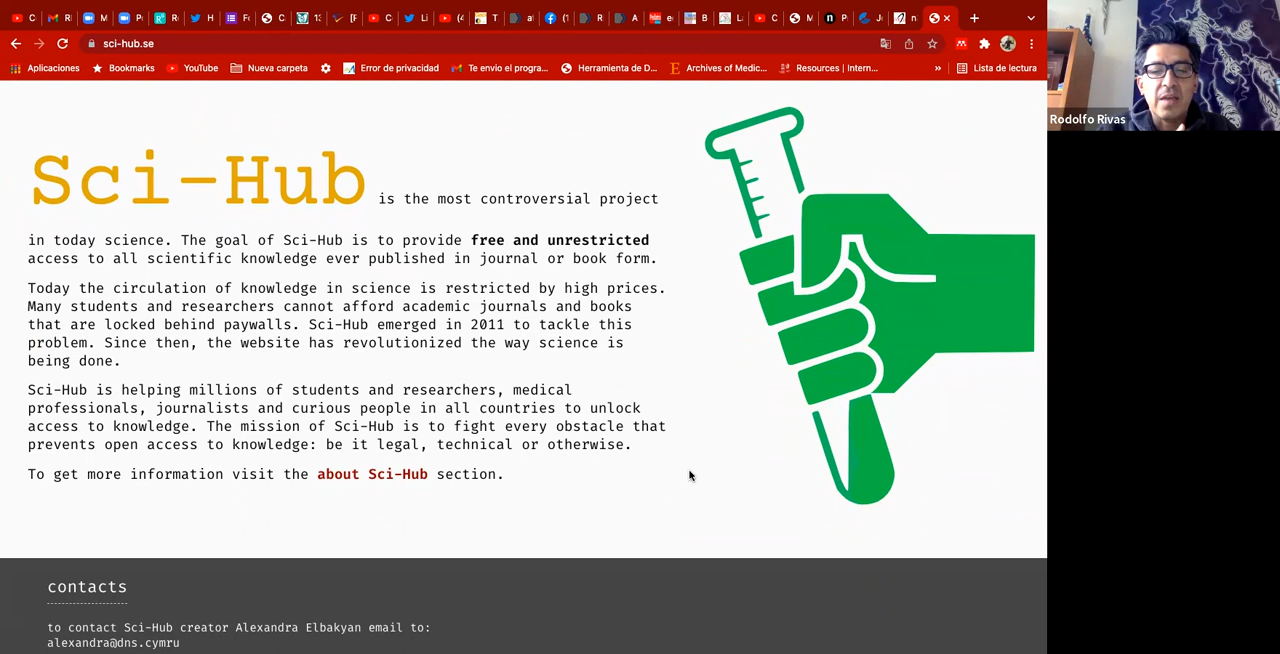 sci-hub.se
Aplicaciones Bookmarks YouTube Nueva carpeta Error de privacidad Te envio el progra... Herramienta de D... Archives of Medic... Resources | Intern... » Lista de lectura
Rodolfo Rivas
Sci-Hub is the most controversial project
in today science. The goal of Sci-Hub is to provide free and unrestricted
access to all scientific knowledge ever published in journal or book form.
Today the circulation of knowledge in science is restricted by high prices.
Many students and researchers cannot afford academic journals and books
that are locked behind paywalls. Sci-Hub emerged in 2011 to tackle this
problem. Since then, the website has revolutionized the way science is
being done.
Sci-Hub is helping millions of students and researchers, medical
professionals, journalists and curious people in all countries to unlock
access to knowledge. The mission of Sci-Hub is to fight every obstacle that
prevents open access to knowledge: be it legal, technical or otherwise.
To get more information visit the about Sci-Hub section.
contacts
to contact Sci-Hub creator Alexandra Elbakyan email to:
alexandra@dns.cymru